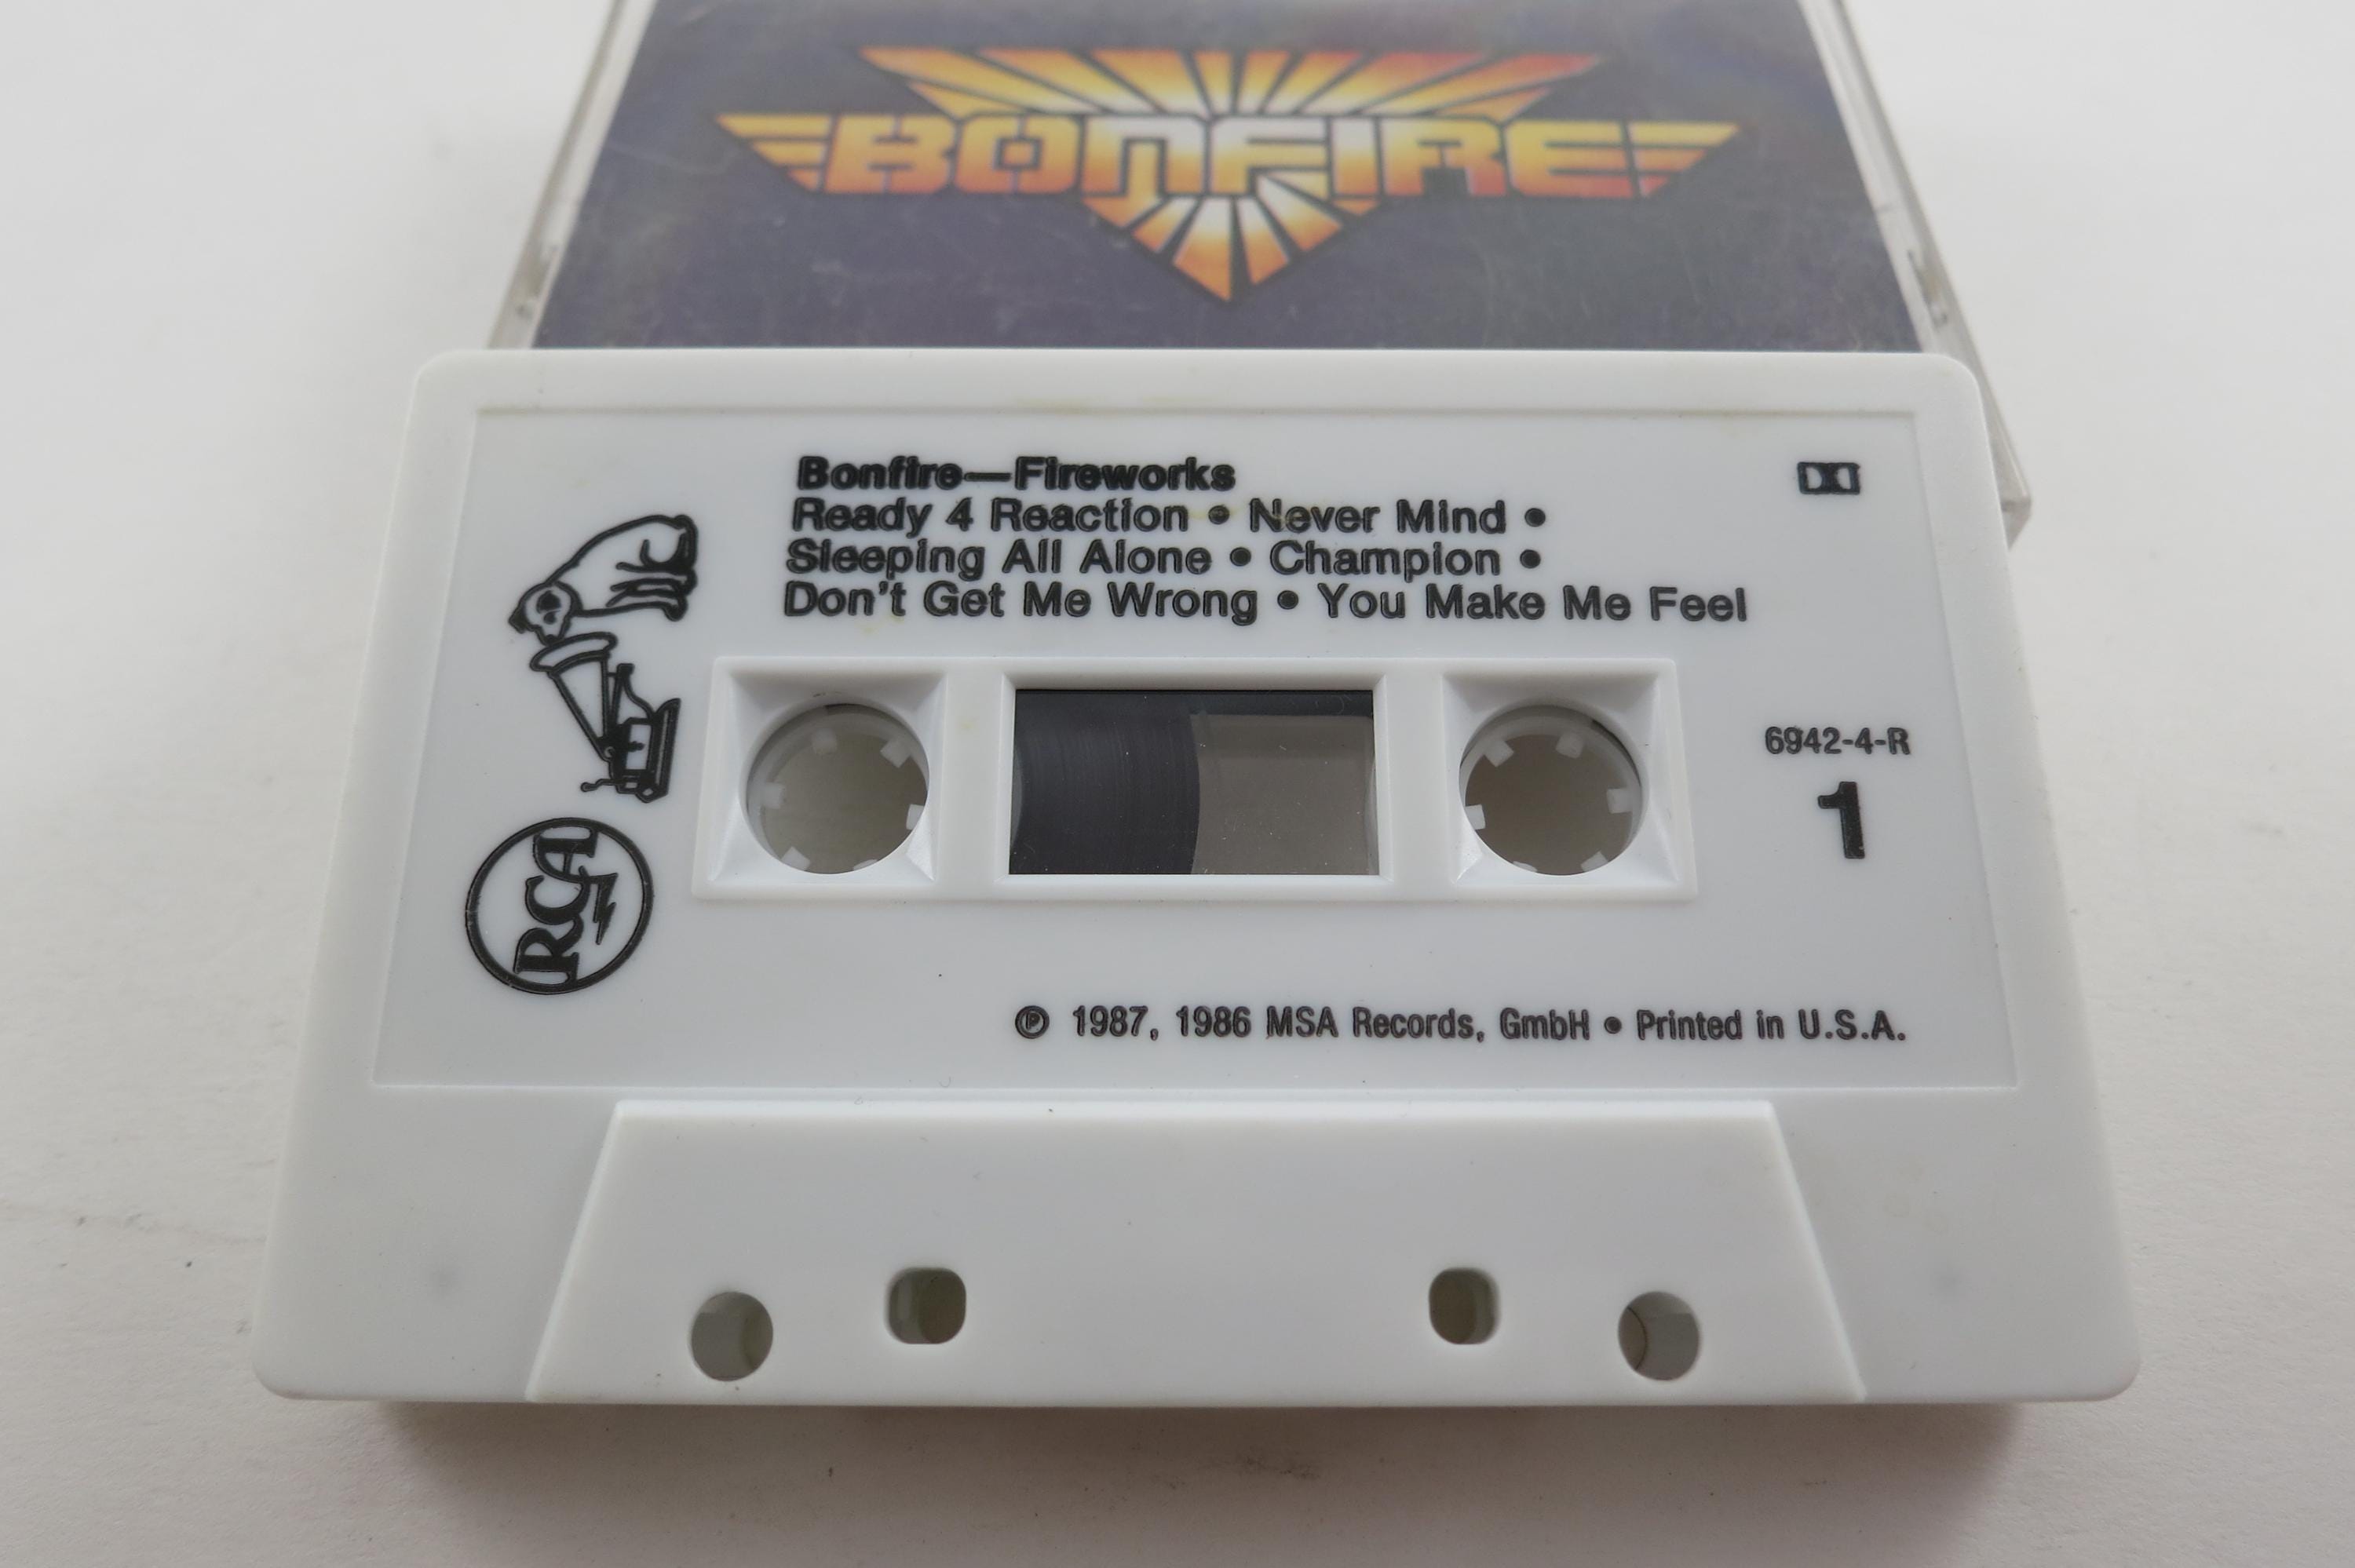 BONFIRE
Bonfire—Fireworks
Ready 4 Reaction • Never Mind •
Sleeping All Alone • Champion •
Don't Get Me Wrong • You Make Me Feel
6942-4-R
1
RCA
℗ 1987, 1986 MSA Records, GmbH • Printed in U.S.A.